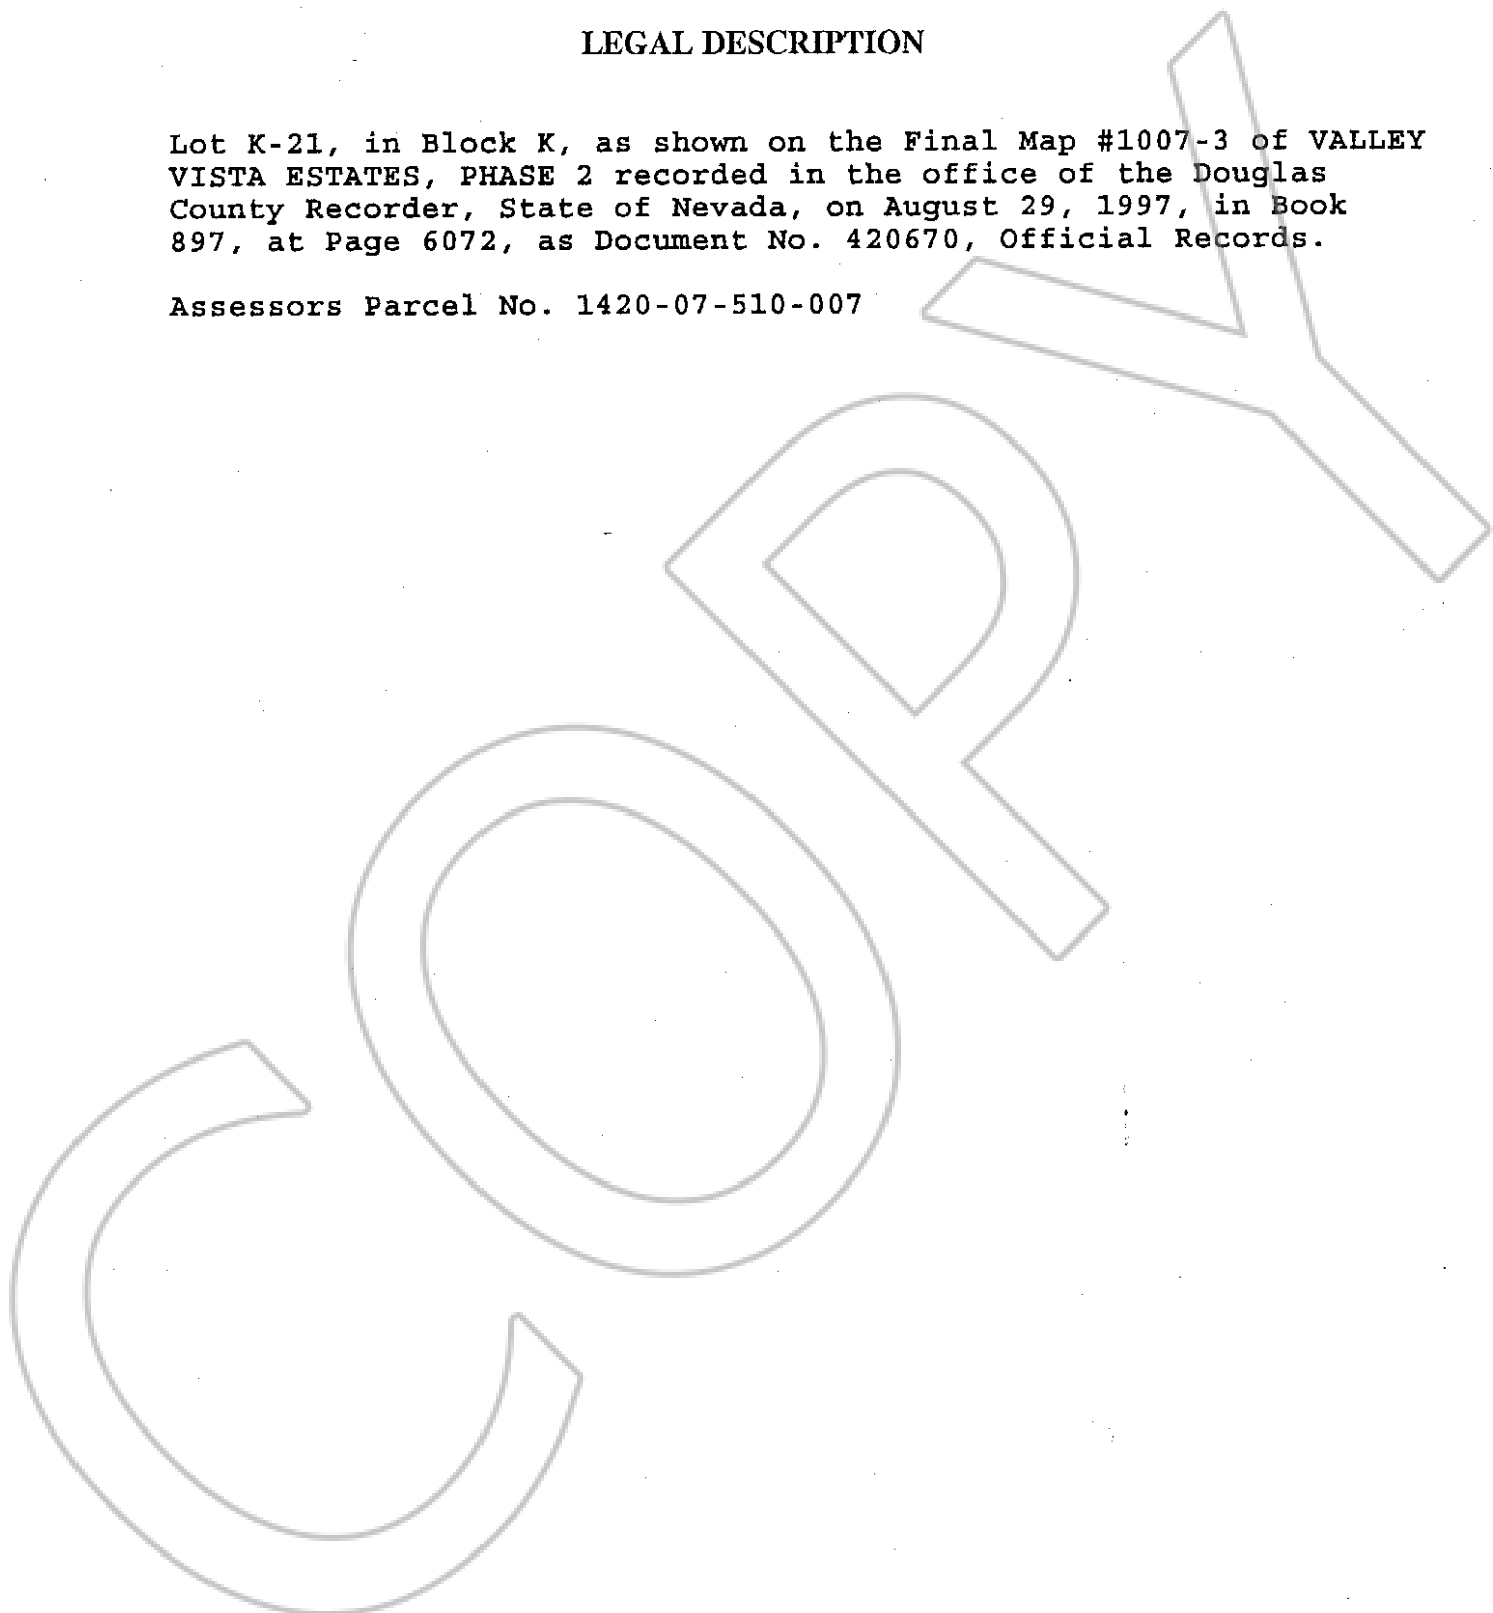 LEGAL DESCRIPTION
Lot K-21, in Block K, as shown on the Final Map #1007-3 of VALLEY
VISTA ESTATES, PHASE 2 recorded in the office of the Douglas
County Recorder, State of Nevada, on August 29, 1997, in Book
897, at Page 6072, as Document No. 420670, Official Records.
Assessors Parcel No. 1420-07-510-007
COPY